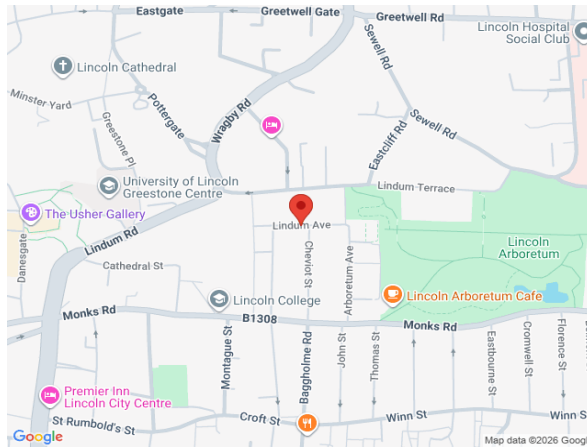 Eastgate
Greetwell Gate
Greetwell Rd
Lincoln Hospital
Social Club
Lincoln Cathedral
Sewell Rd
Minster Yard
Pottergate
Wragby Rd
Greestone Pl
Sewell Rd
Eastcliff Rd
University of Lincoln
Greestone Centre
Lindum Terrace
The Usher Gallery
Lindum Rd
Lindum Ave
Danesgate
Cheviot St
Arboretum Ave
Lincoln
Arboretum
Cathedral St
Lincoln College
Lincoln Arboretum Cafe
Monks Rd
B1308
Monks Rd
Montague St
Baggholme Rd
John St
Thomas St
Eastbourne St
Cromwell St
Florence St
Premier Inn
Lincoln City Centre
Croft St
Winn St
Winn St
St Rumbold's St
Google
Map data ©2026 Google